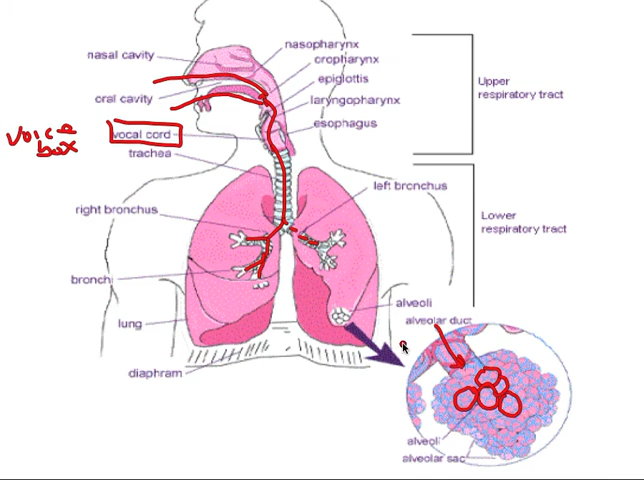 nasal cavity
nasopharynx
oropharynx
epiglottis
oral cavity
laryngopharynx
esophagus
voice
box
vocal cord
trachea
Upper
respiratory tract
left bronchus
right bronchus
Lower
respiratory tract
bronchi
alveoli
alveolar duct
lung
diaphram
alveoli
alveolar sac